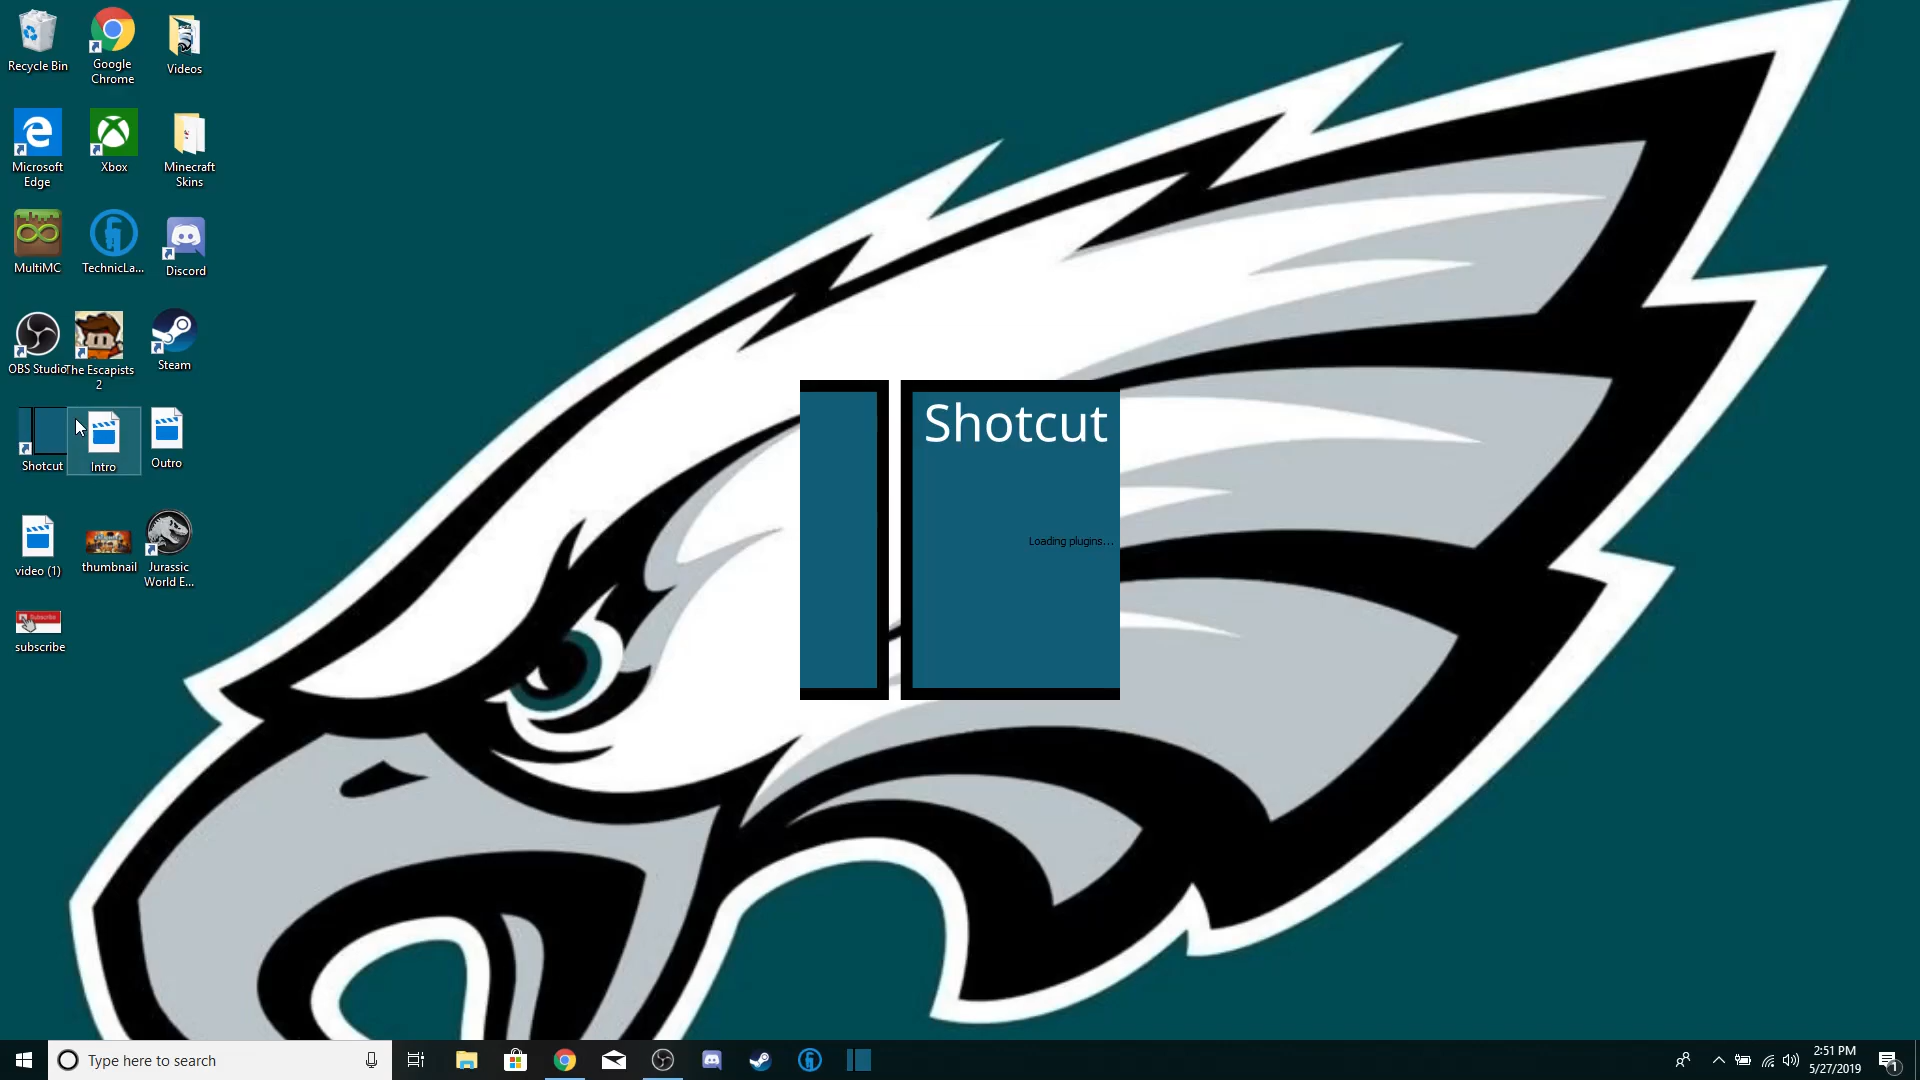 Recycle Bin
Google
Chrome
Videos
Microsoft
Edge
Xbox
Minecraft
Skins
MultiMC
TechnicLa...
Discord
OBS Studio
The Escapists
2
Steam
Shotcut
Intro
Outro
video (1)
thumbnail
Jurassic
World E...
Subscribe
subscribe
Shotcut
Loading plugins...
Type here to search
2:51 PM
5/27/2019
1